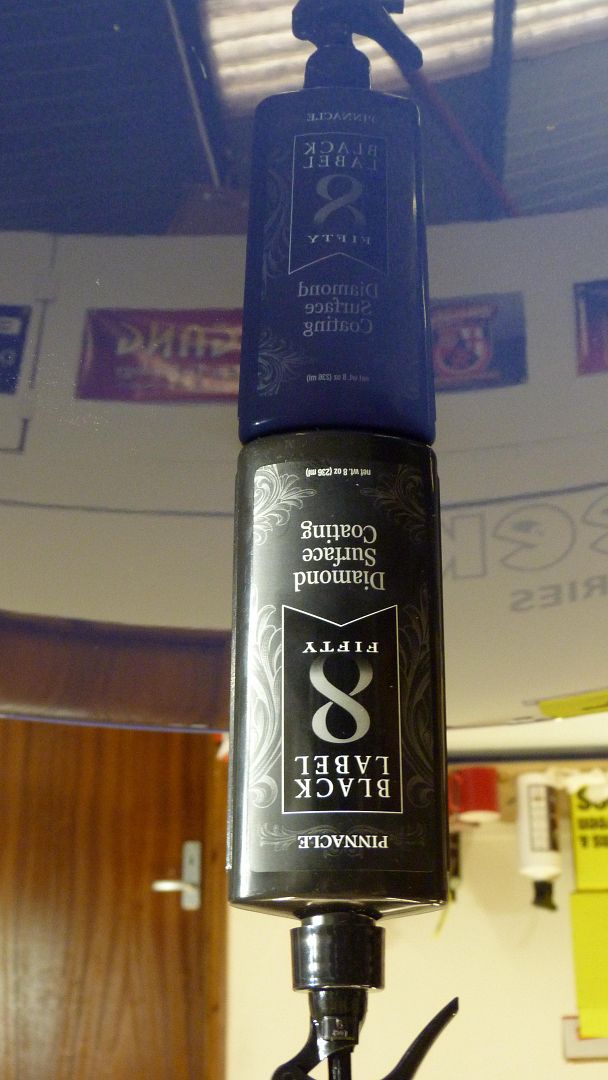 PINNACLE
BLACK
LABEL
8
FIFTY
Diamond
Surface
Coating
net wt. 8 oz (236 ml)
PINNACLE
BLACK
LABEL
8
FIFTY
Diamond
Surface
Coating
net wt. 8 oz (236 ml)
RIES